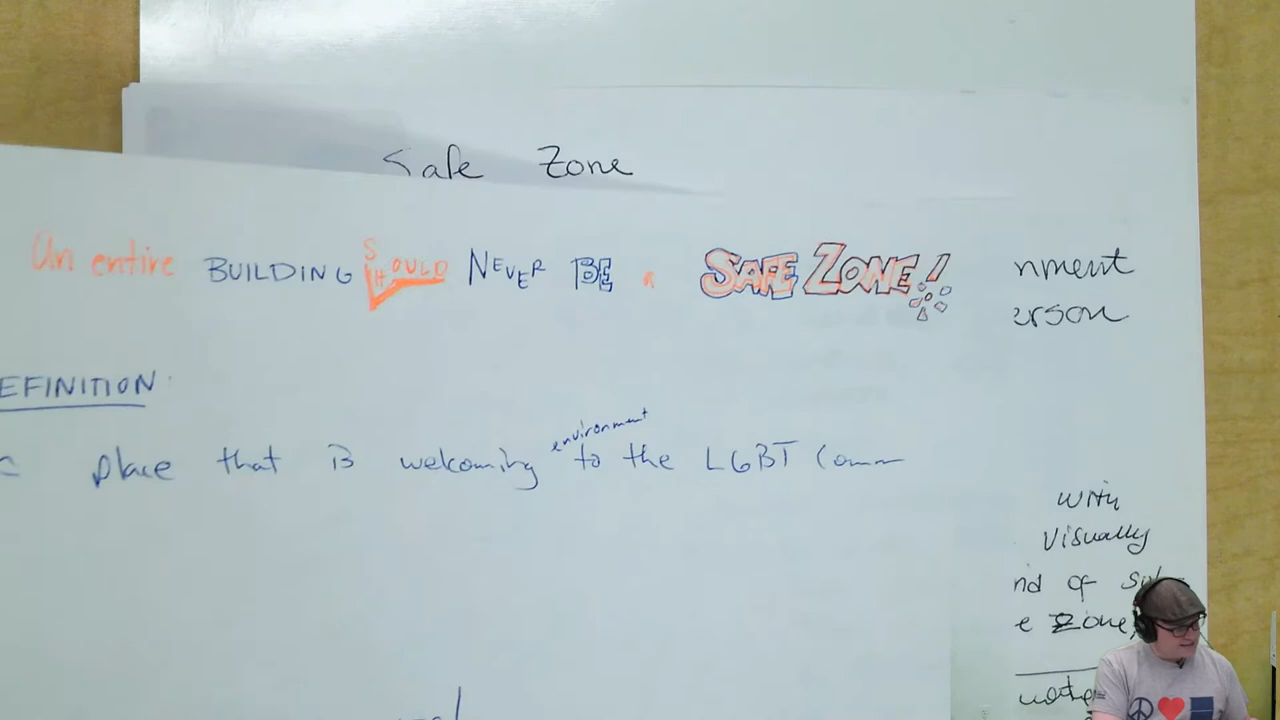 Safe Zone
An entire BUILDING SHOULD NEVER BE a SAFE ZONE!
nment
erson
EFINITION:
place that is welcoming environment to the LGBT Comm
with
visually
nd of
e Zone,